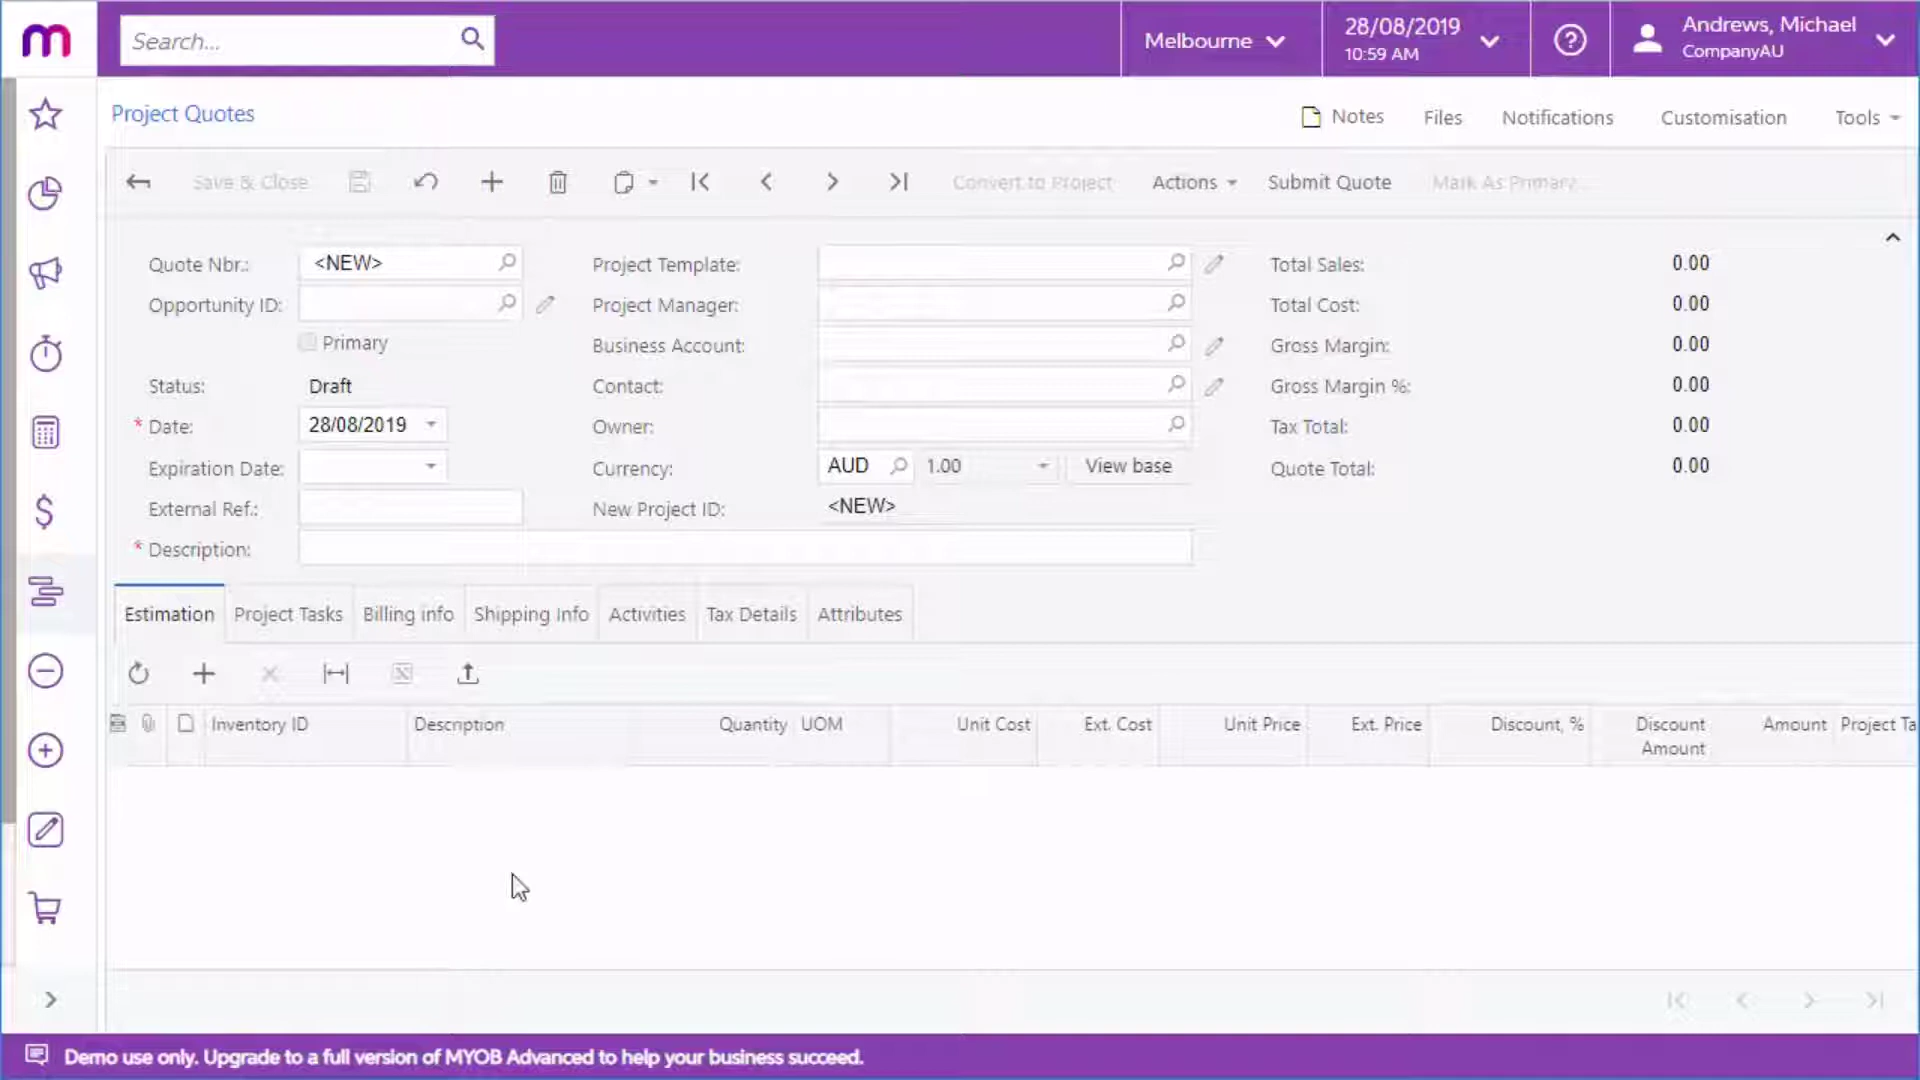 Search...
Melbourne
28/08/2019
10:59 AM
Andrews, Michael
CompanyAU
Project Quotes
Notes
Files
Notifications
Customisation
Tools
Save & Close
Convert to Project
Actions
Submit Quote
Mark As Primary
Quote Nbr.: <NEW>
Opportunity ID:
Primary
Status: Draft
* Date: 28/08/2019
Expiration Date:
External Ref.:
* Description:
Project Template:
Project Manager:
Business Account:
Contact:
Owner:
Currency: AUD 1.00 View base
New Project ID: <NEW>
Total Sales: 0.00
Total Cost: 0.00
Gross Margin: 0.00
Gross Margin %: 0.00
Tax Total: 0.00
Quote Total: 0.00
Estimation Project Tasks Billing info Shipping Info Activities Tax Details Attributes
Inventory ID Description Quantity UOM Unit Cost Ext. Cost Unit Price Ext. Price Discount, % Discount Amount Amount Project Ta
Demo use only. Upgrade to a full version of MYOB Advanced to help your business succeed.